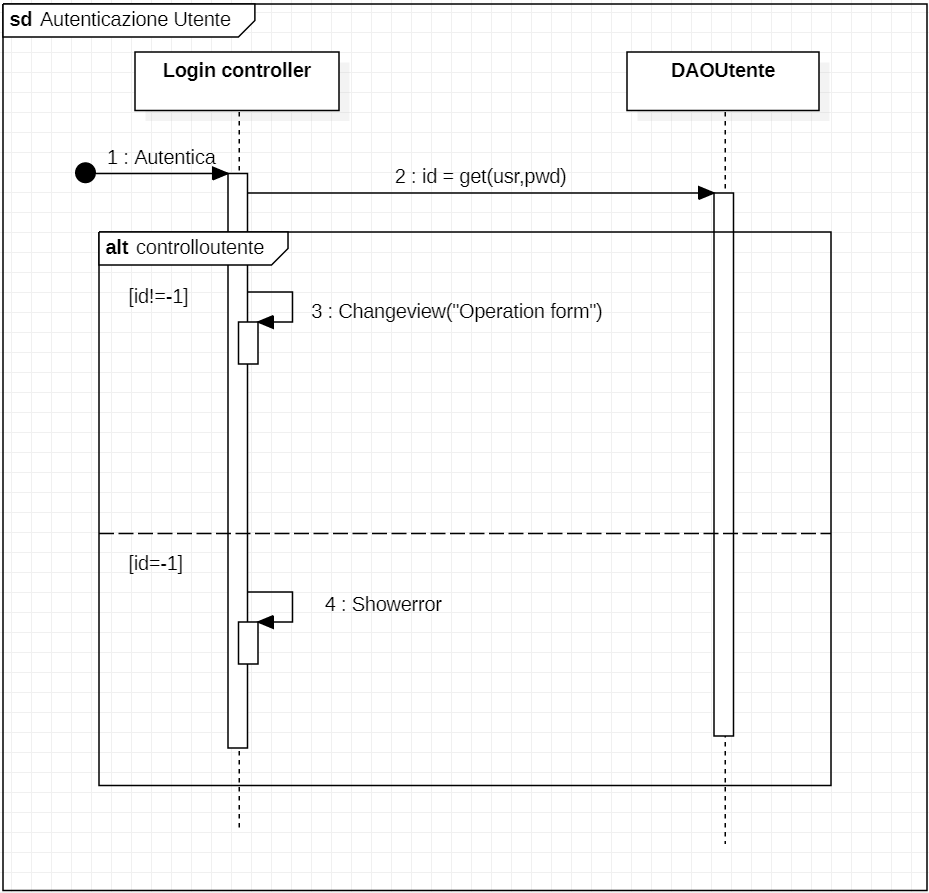 sd Autenticazione Utente
Login controller
DAOUtente
1 : Autentica
2 : id = get(usr,pwd)
alt controlloutente
[id!=-1]
3 : Changeview("Operation form")
[id=-1]
4 : Showerror